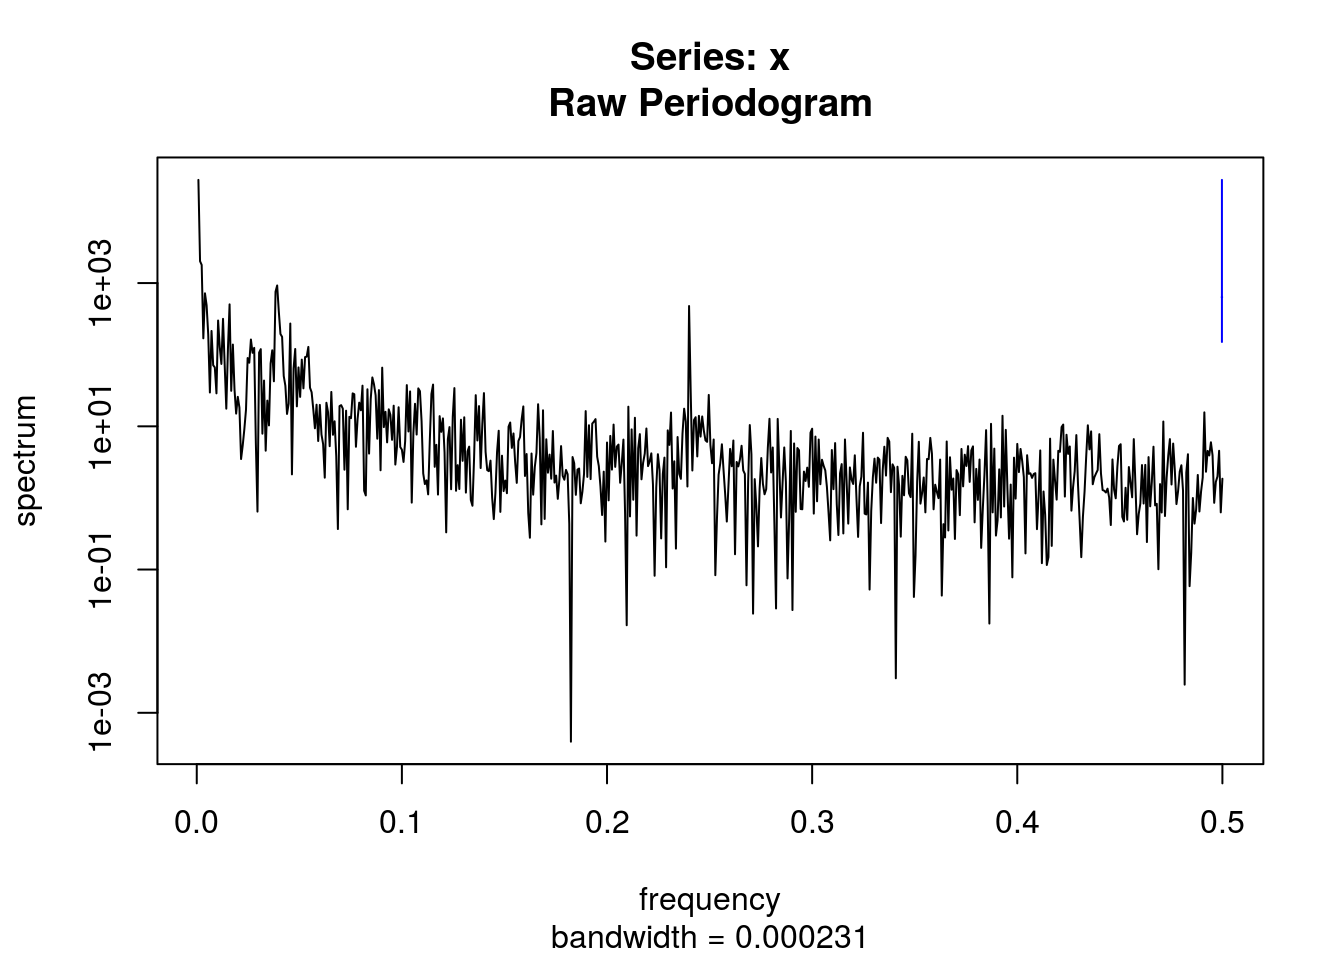 Series: x
Raw Periodogram
spectrum
1e+03
1e+01
1e-01
1e-03
0.0 0.1 0.2 0.3 0.4 0.5
frequency
bandwidth = 0.000231